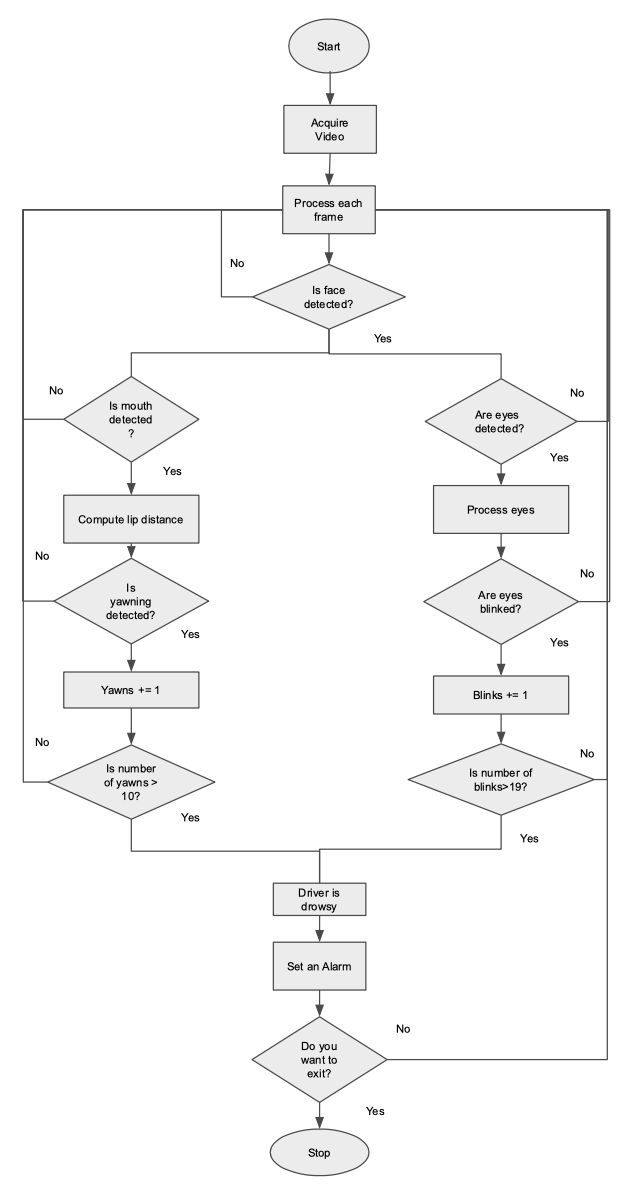 Start
Acquire
Video
Process each
frame
No
Is face
detected?
Yes
No
Is mouth
detected
?
Yes
Compute lip distance
No
Is
yawning
detected?
Yes
Yawns += 1
No
Is number
of yawns >
10?
Yes
No
Are eyes
detected?
Yes
Process eyes
No
Are eyes
blinked?
Yes
Blinks += 1
No
Is number of
blinks>19?
Yes
Driver is
drowsy
Set an Alarm
No
Do you
want to
exit?
Yes
Stop